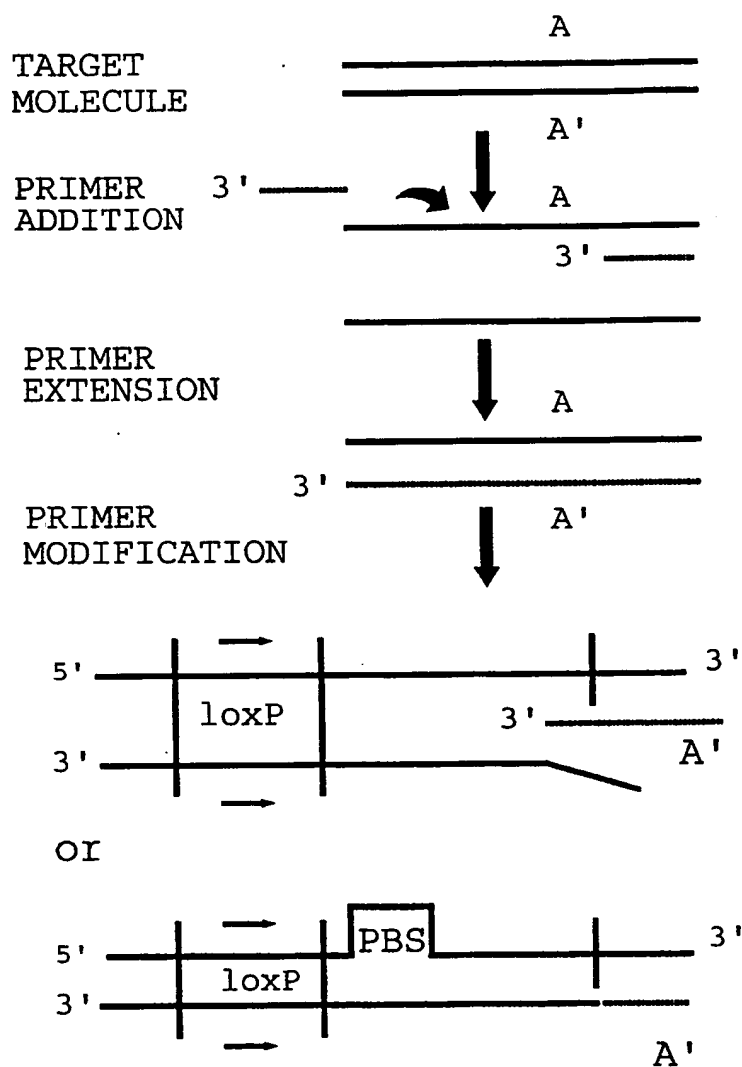 A
TARGET
MOLECULE
A'
PRIMER
ADDITION
3'
A
3'
PRIMER
EXTENSION
A
3'
PRIMER
MODIFICATION
A'
5'
3'
loxP
3'
A'
3'
or
PBS
5'
3'
loxP
3'
A'